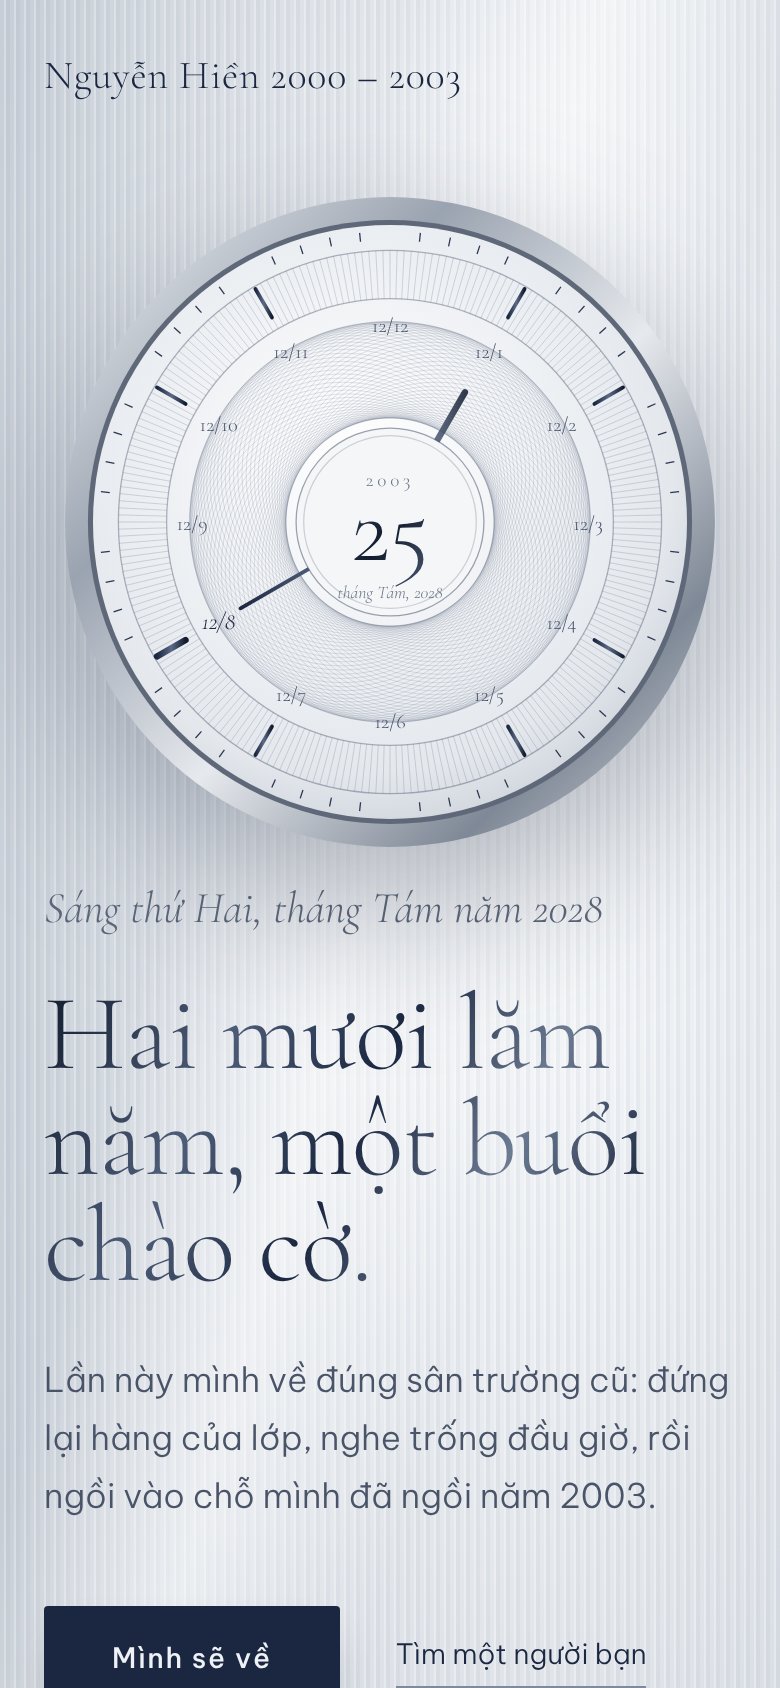 Nguyễn Hiền 2000 – 2003
12/12
12/11
12/1
12/10
12/2
2003
25
tháng Tám, 2028
12/9
12/3
12/8
12/4
12/7
12/5
12/6
Sáng thứ Hai, tháng Tám năm 2028
Hai mươi lăm
năm, một buổi
chào cờ.
Lần này mình về đúng sân trường cũ: đứng
lại hàng của lớp, nghe trống đầu giờ, rồi
ngồi vào chỗ mình đã ngồi năm 2003.
Mình sẽ về
Tìm một người bạn